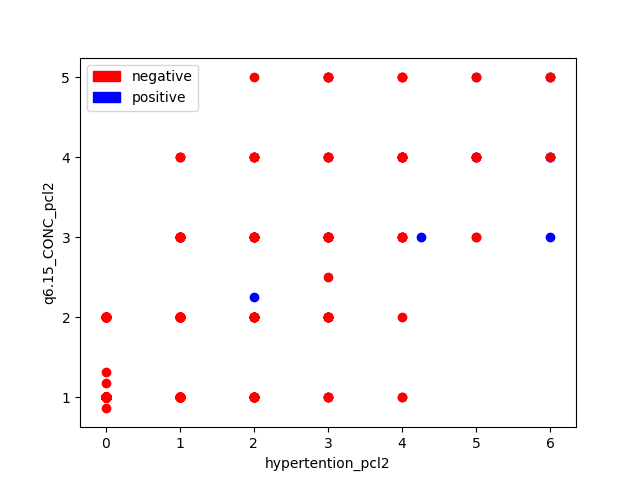 negative
positive
q6.15_CONC_pcl2
5
4
3
2
1
0 1 2 3 4 5 6
hypertention_pcl2